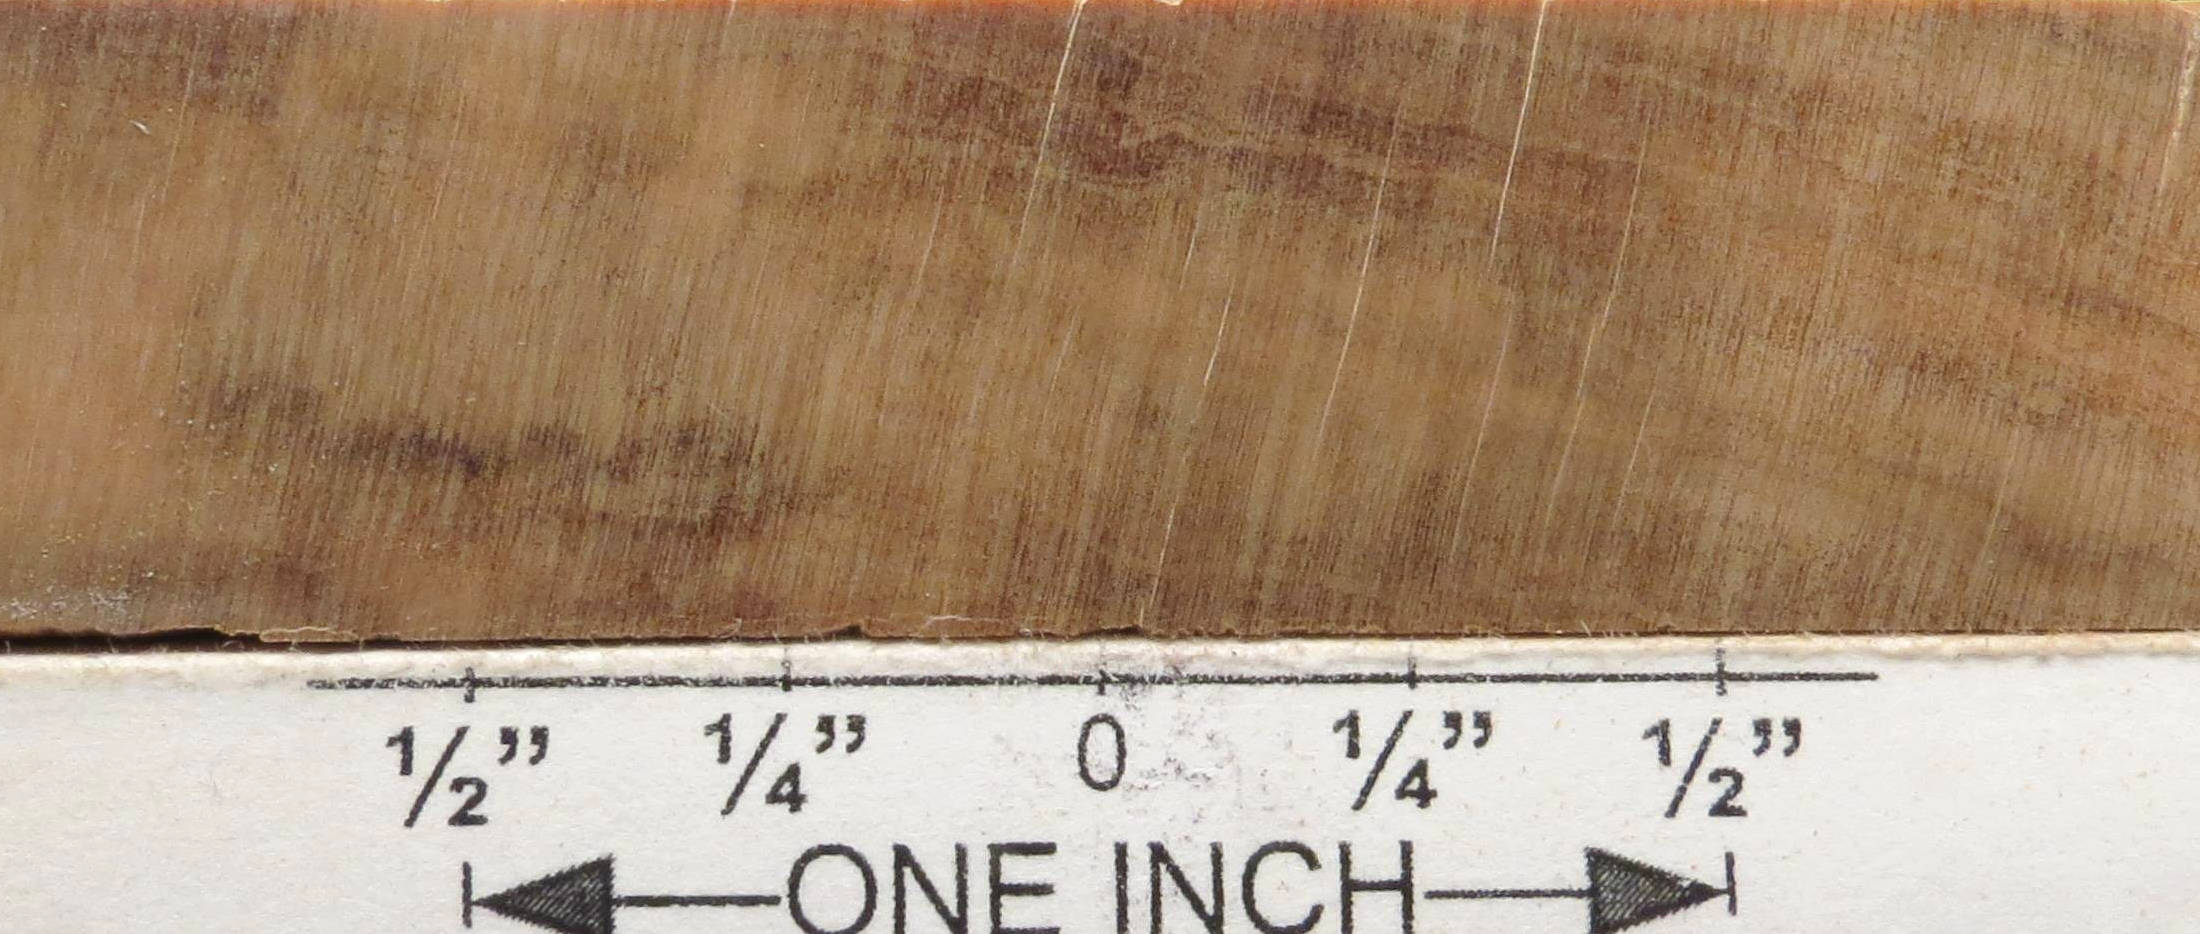 1/2” 1/4” 0 1/4” 1/2”
ONE INCH